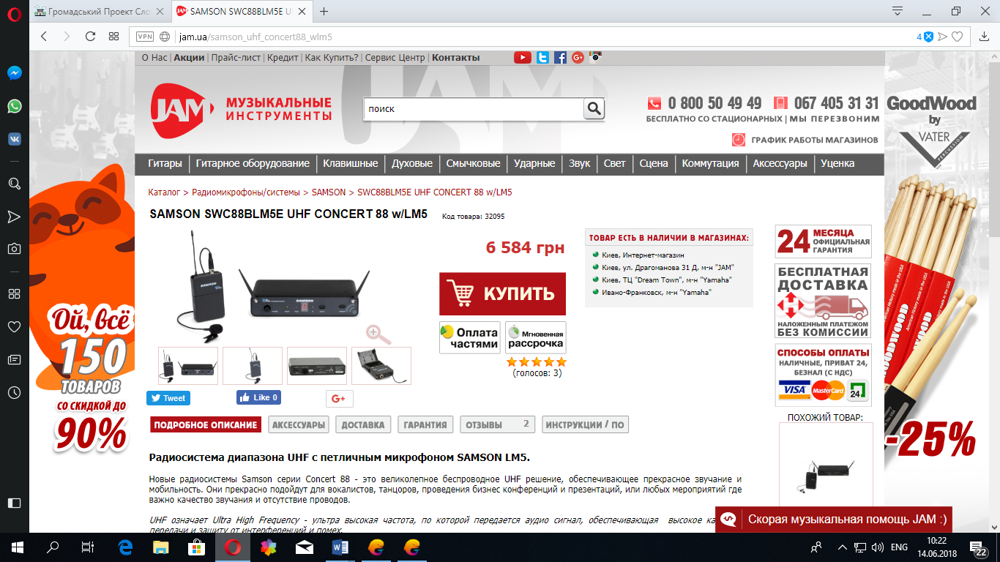 Громадський Проект Сло
SAMSON SWC88BLM5E U
VPN
jam.ua/samson_uhf_concert88_wlm5
4
О Нас | Акции | Прайс-лист | Кредит | Как Купить? | Сервис Центр | Контакты
JAM
МУЗЫКАЛЬНЫЕ
ИНСТРУМЕНТЫ
поиск
0 800 50 49 49
067 405 31 31
БЕСПЛАТНО СО СТАЦИОНАРНЫХ | МЫ ПЕРЕЗВОНИМ
ГРАФИК РАБОТЫ МАГАЗИНОВ
GoodWood
by
VATER
PERCUSSION
Гитары
Гитарное оборудование
Клавишные
Духовые
Смычковые
Ударные
Звук
Свет
Сцена
Коммутация
Аксессуары
Уценка
Каталог > Радиомикрофоны/системы > SAMSON > SWC88BLM5E UHF CONCERT 88 w/LM5
SAMSON SWC88BLM5E UHF CONCERT 88 w/LM5
Код товара: 32095
SAMSON
SAMSON
6 584 грн
КУПИТЬ
Оплата
частями
Мгновенная
рассрочка
(голосов: 3)
ТОВАР ЕСТЬ В НАЛИЧИИ В МАГАЗИНАХ:
Киев, Интернет-магазин
Киев, ул. Драгоманова 31 Д, м-н "JAM"
Киев, ТЦ "Dream Town", м-н "Yamaha"
Ивано-Франковск, м-н "Yamaha"
24
МЕСЯЦА
ОФИЦИАЛЬНАЯ
ГАРАНТИЯ
БЕСПЛАТНАЯ
ДОСТАВКА
НАЛОЖЕННЫМ ПЛАТЕЖОМ
БЕЗ КОМИССИИ
СПОСОБЫ ОПЛАТЫ
НАЛИЧНЫЕ, ПРИВАТ 24,
БЕЗНАЛ (С НДС)
VISA
MasterCard
24
ПОХОЖИЙ ТОВАР:
Ой, всё
150
ТОВАРОВ
СО СКИДКОЙ ДО
90%
-25%
Tweet
Like 0
G+
ПОДРОБНОЕ ОПИСАНИЕ
АКСЕССУАРЫ
ДОСТАВКА
ГАРАНТИЯ
ОТЗЫВЫ 2
ИНСТРУКЦИИ / ПО
Радиосистема диапазона UHF с петличным микрофоном SAMSON LM5.
Новые радиосистемы Samson серии Concert 88 - это великолепное беспроводное UHF решение, обеспечивающее прекрасное звучание и
мобильность. Они прекрасно подойдут для вокалистов, танцоров, проведения бизнес конференций и презентаций, или любых мероприятий где
важно качество звучания и отсутствие проводов.
UHF означает Ultra High Frequency - ультра высокая частота, по которой передается аудио сигнал, обеспечивающая высокое ка
передачи и защиту от интерференций и помех.
Скорая музыкальная помощь JAM :)
ENG
10:22
14.06.2018
22